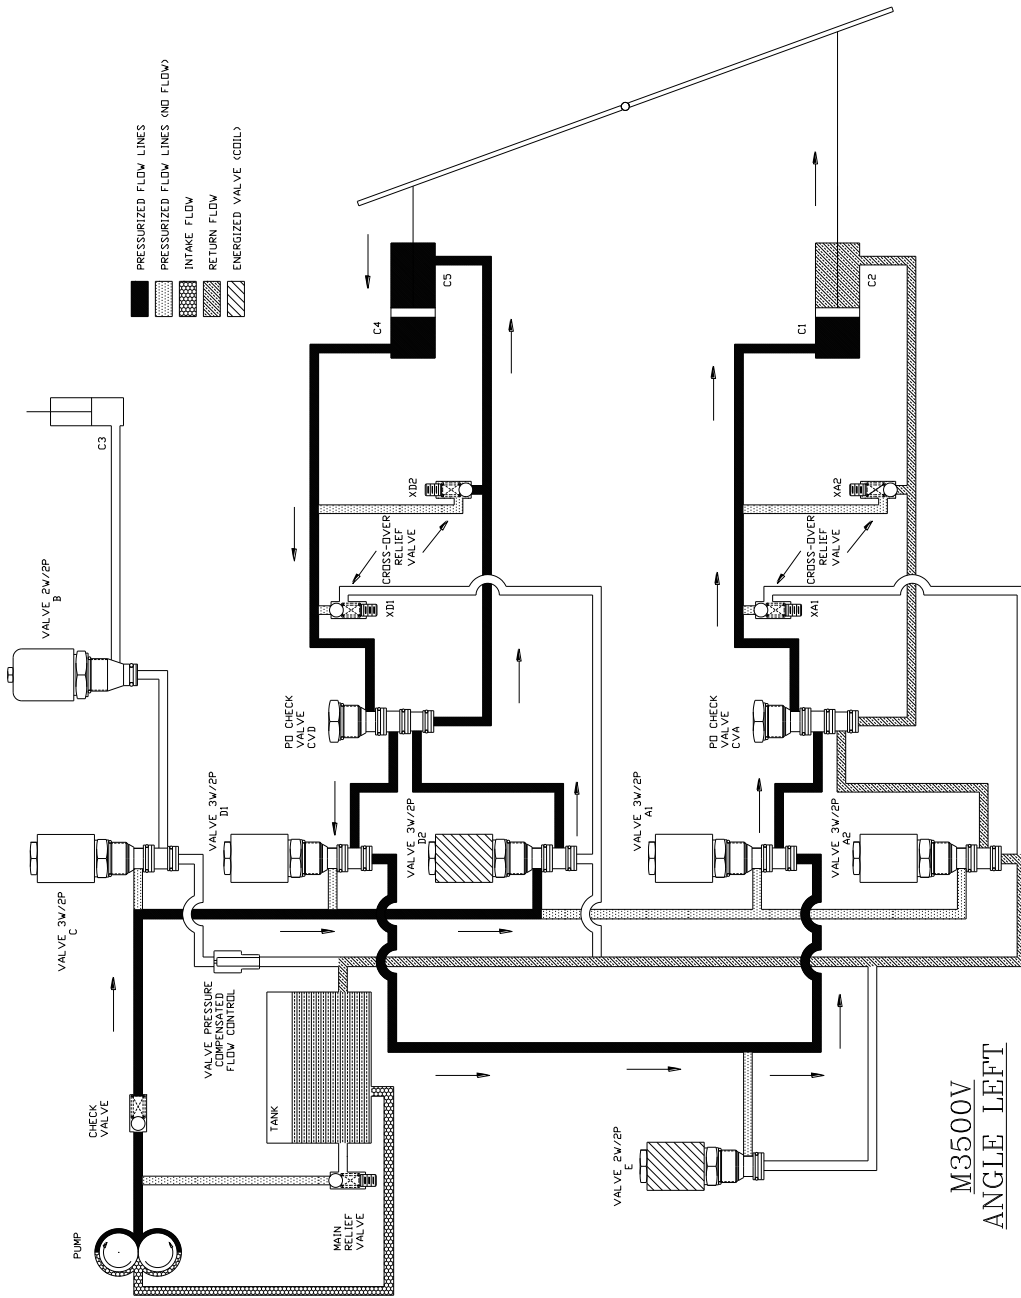 PRESSURIZED FLOW LINES
PRESSURIZED FLOW LINES (NO FLOW)
INTAKE FLOW
RETURN FLOW
ENERGIZED VALVE (COIL)
C3
VALVE 2W/2P
B
C4
C5
C1
C2
XD2
CROSS-OVER
RELIEF
VALVE
XD1
XA2
CROSS-OVER
RELIEF
VALVE
XA1
PO CHECK
VALVE
CVD
PO CHECK
VALVE
CVA
VALVE 3W/2P
C
VALVE 3W/2P
D1
VALVE 3W/2P
D2
VALVE 3W/2P
A1
VALVE 3W/2P
A2
VALVE PRESSURE
COMPENSATED
FLOW CONTROL
CHECK
VALVE
TANK
VALVE 2W/2P
E
PUMP
MAIN
RELIEF
VALVE
M3500V
ANGLE LEFT